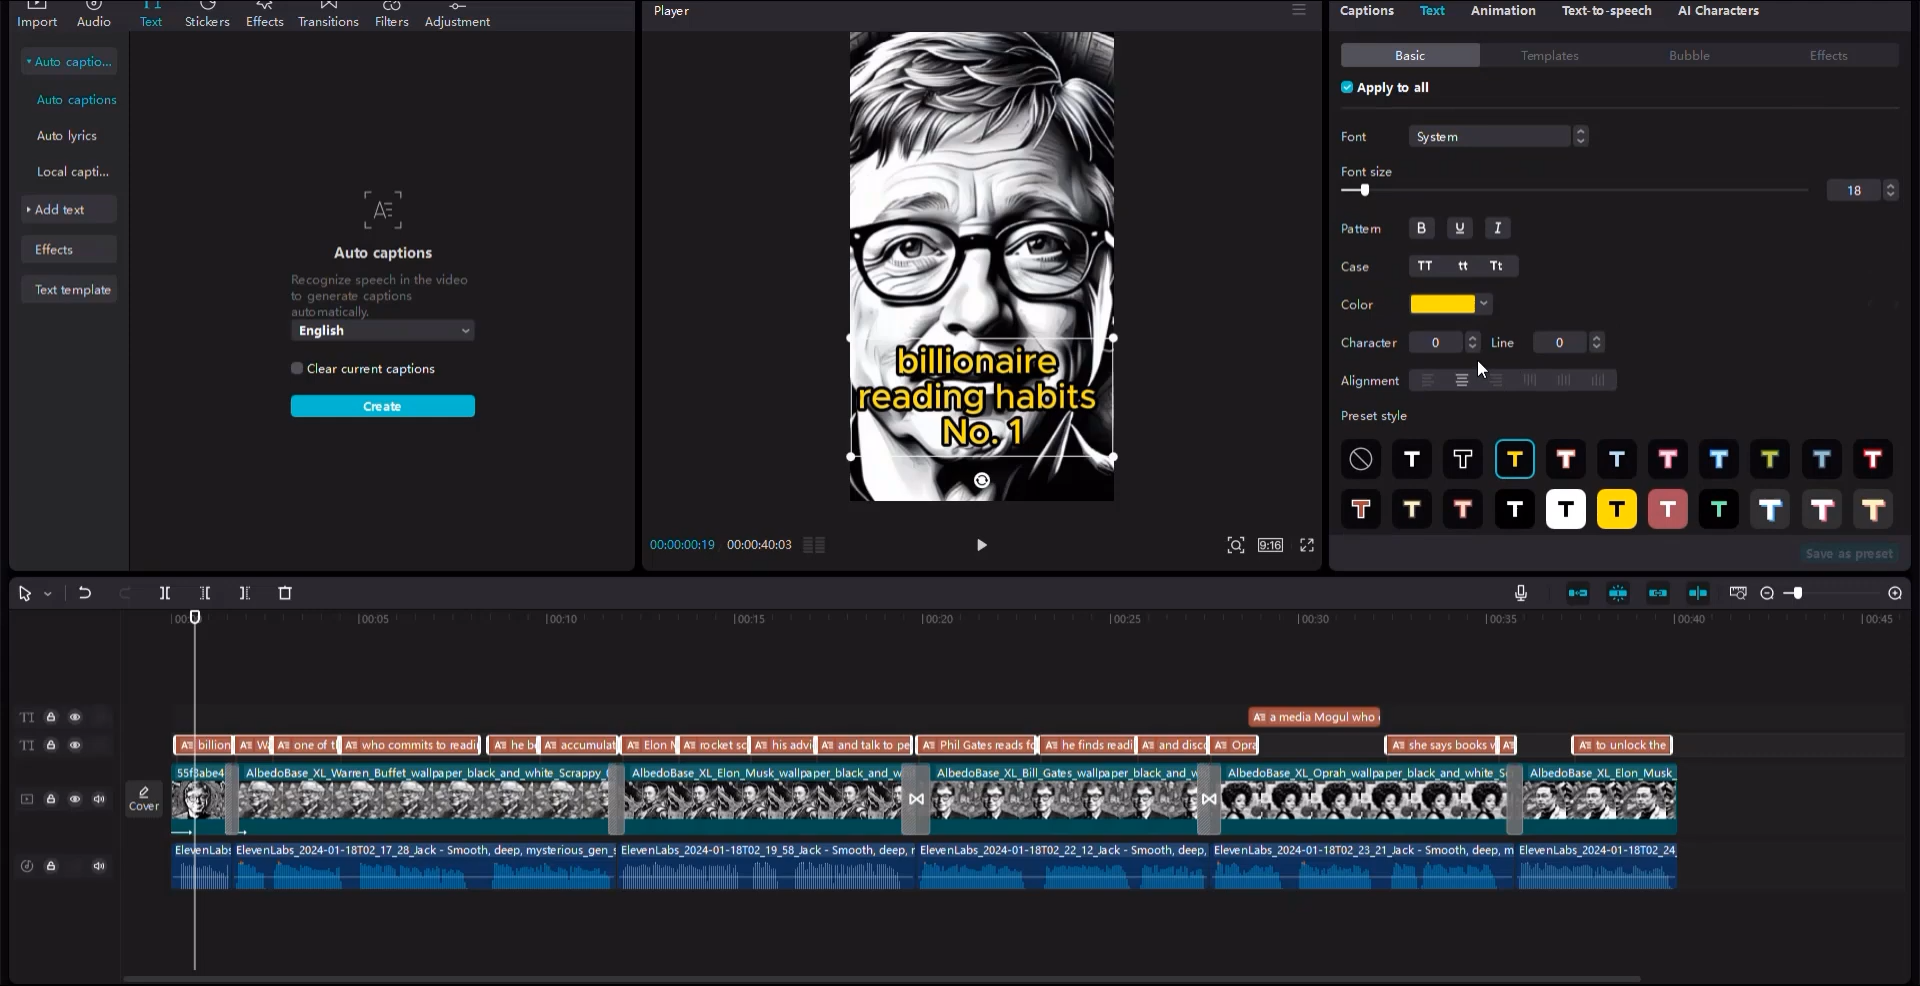 Import Audio Text Stickers Effects Transitions Filters Adjustment
Auto captio...
Auto captions
Auto lyrics
Local capti...
Add text
Effects
Text template
Auto captions
Recognize speech in the video
to generate captions
automatically.
English
Clear current captions
Create
Player
billionaire
reading habits
No. 1
00:00:00:19 00:00:40:03
9:16
Captions Text Animation Text-to-speech AI Characters
Basic Templates Bubble Effects
Apply to all
Font System
Font size
18
Pattern B U I
Case TT tt Tt
Color
Character 0 Line 0
Alignment
Preset style
T T T T T T T T T T
T T T T T T T T T T T
Save as preset
00:05 00:10 00:15 00:20 00:25 00:30 00:35 00:40 00:45
a media Mogul who
billion one of t who commits to readi he b accumulat Elon rocket sc his advi and talk to pe Phil Gates reads fo he finds readi and disc Opra she says books to unlock the
Cover
55f3abe4 AlbedoBase_XL_Warren_Buffet_wallpaper_black_and_white_Scrappy_ AlbedoBase_XL_Elon_Musk_wallpaper_black_and_w AlbedoBase_XL_Bill_Gates_wallpaper_black_and_w AlbedoBase_XL_Oprah_wallpaper_black_and_white_S AlbedoBase_XL_Elon_Musk
ElevenLabs ElevenLabs_2024-01-18T02_17_28_Jack - Smooth, deep, mysterious_gen_s ElevenLabs_2024-01-18T02_19_58_Jack - Smooth, deep, ElevenLabs_2024-01-18T02_22_12_Jack - Smooth, deep, ElevenLabs_2024-01-18T02_23_21_Jack - Smooth, deep, m ElevenLabs_2024-01-18T02_24_